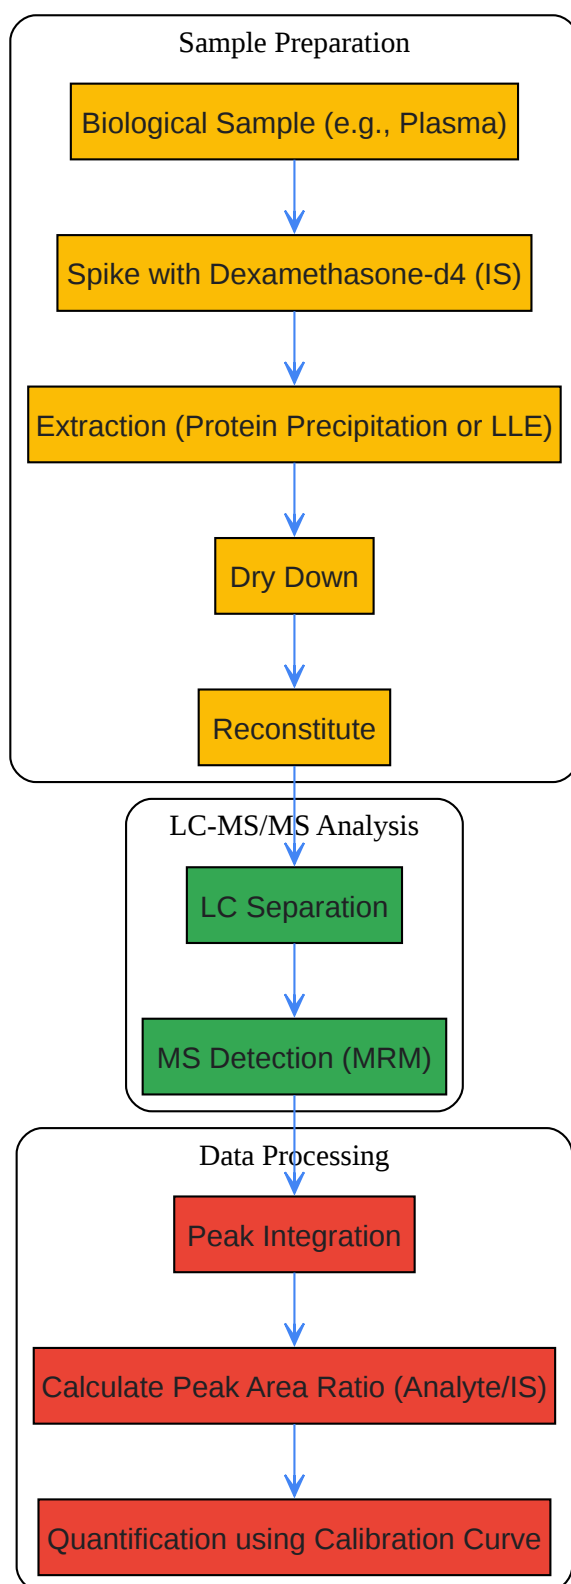 Sample Preparation
Biological Sample (e.g., Plasma)
Spike with Dexamethasone-d4 (IS)
Extraction (Protein Precipitation or LLE)
Dry Down
Reconstitute
LC-MS/MS Analysis
LC Separation
MS Detection (MRM)
Data Processing
Peak Integration
Calculate Peak Area Ratio (Analyte/IS)
Quantification using Calibration Curve